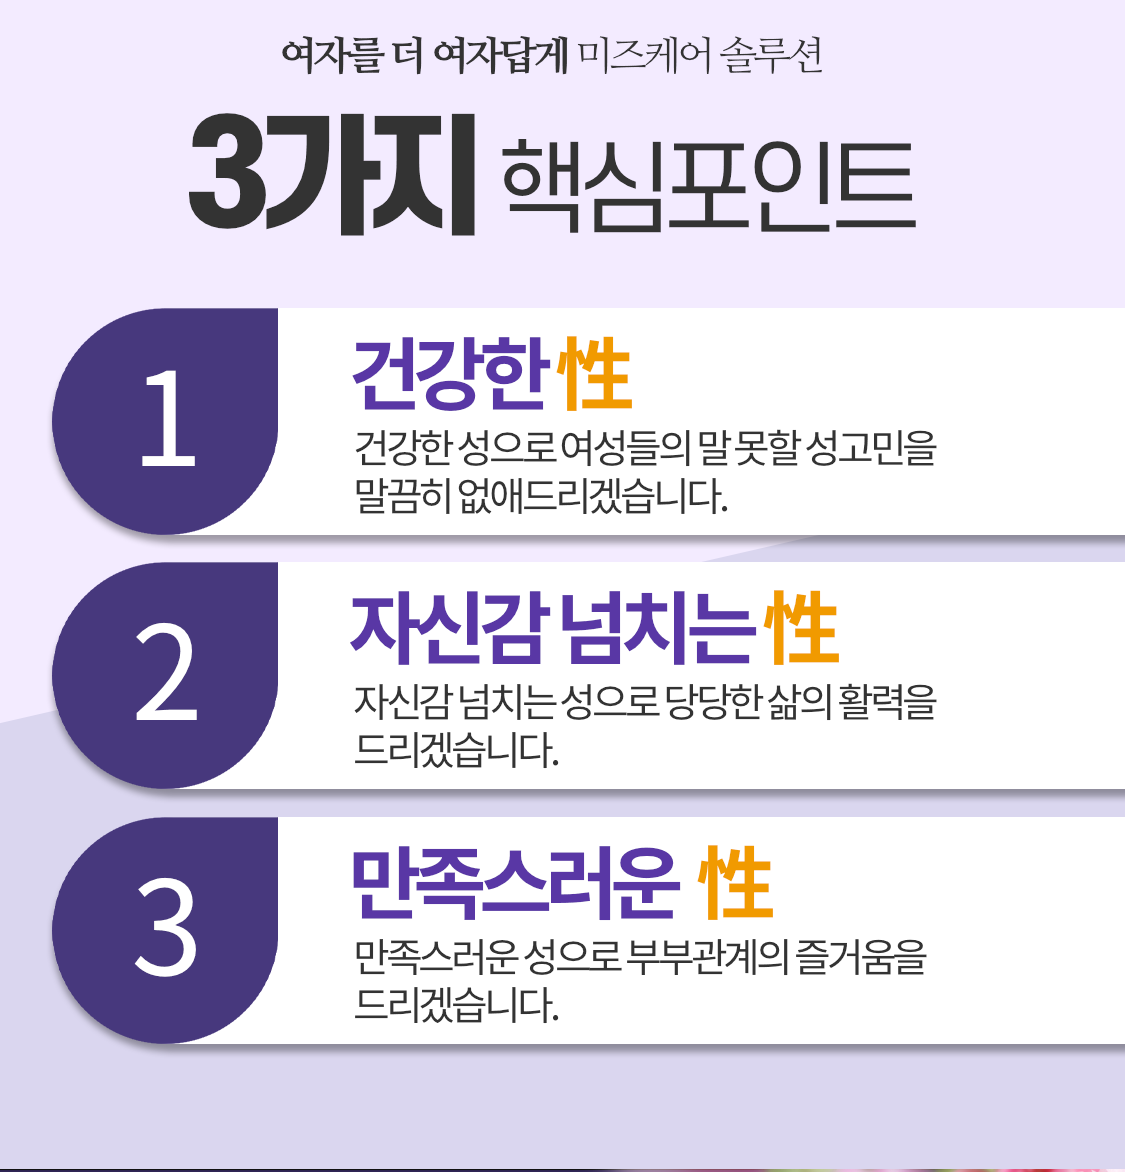 여자를 더 여자답게 미즈케어 솔루션
3가지 핵심포인트
1
건강한 性
건강한 성으로 여성들의 말 못할 성고민을
말끔히 없애드리겠습니다.
2
자신감 넘치는 性
자신감 넘치는 성으로 당당한 삶의 활력을
드리겠습니다.
3
만족스러운 性
만족스러운 성으로 부부관계의 즐거움을
드리겠습니다.